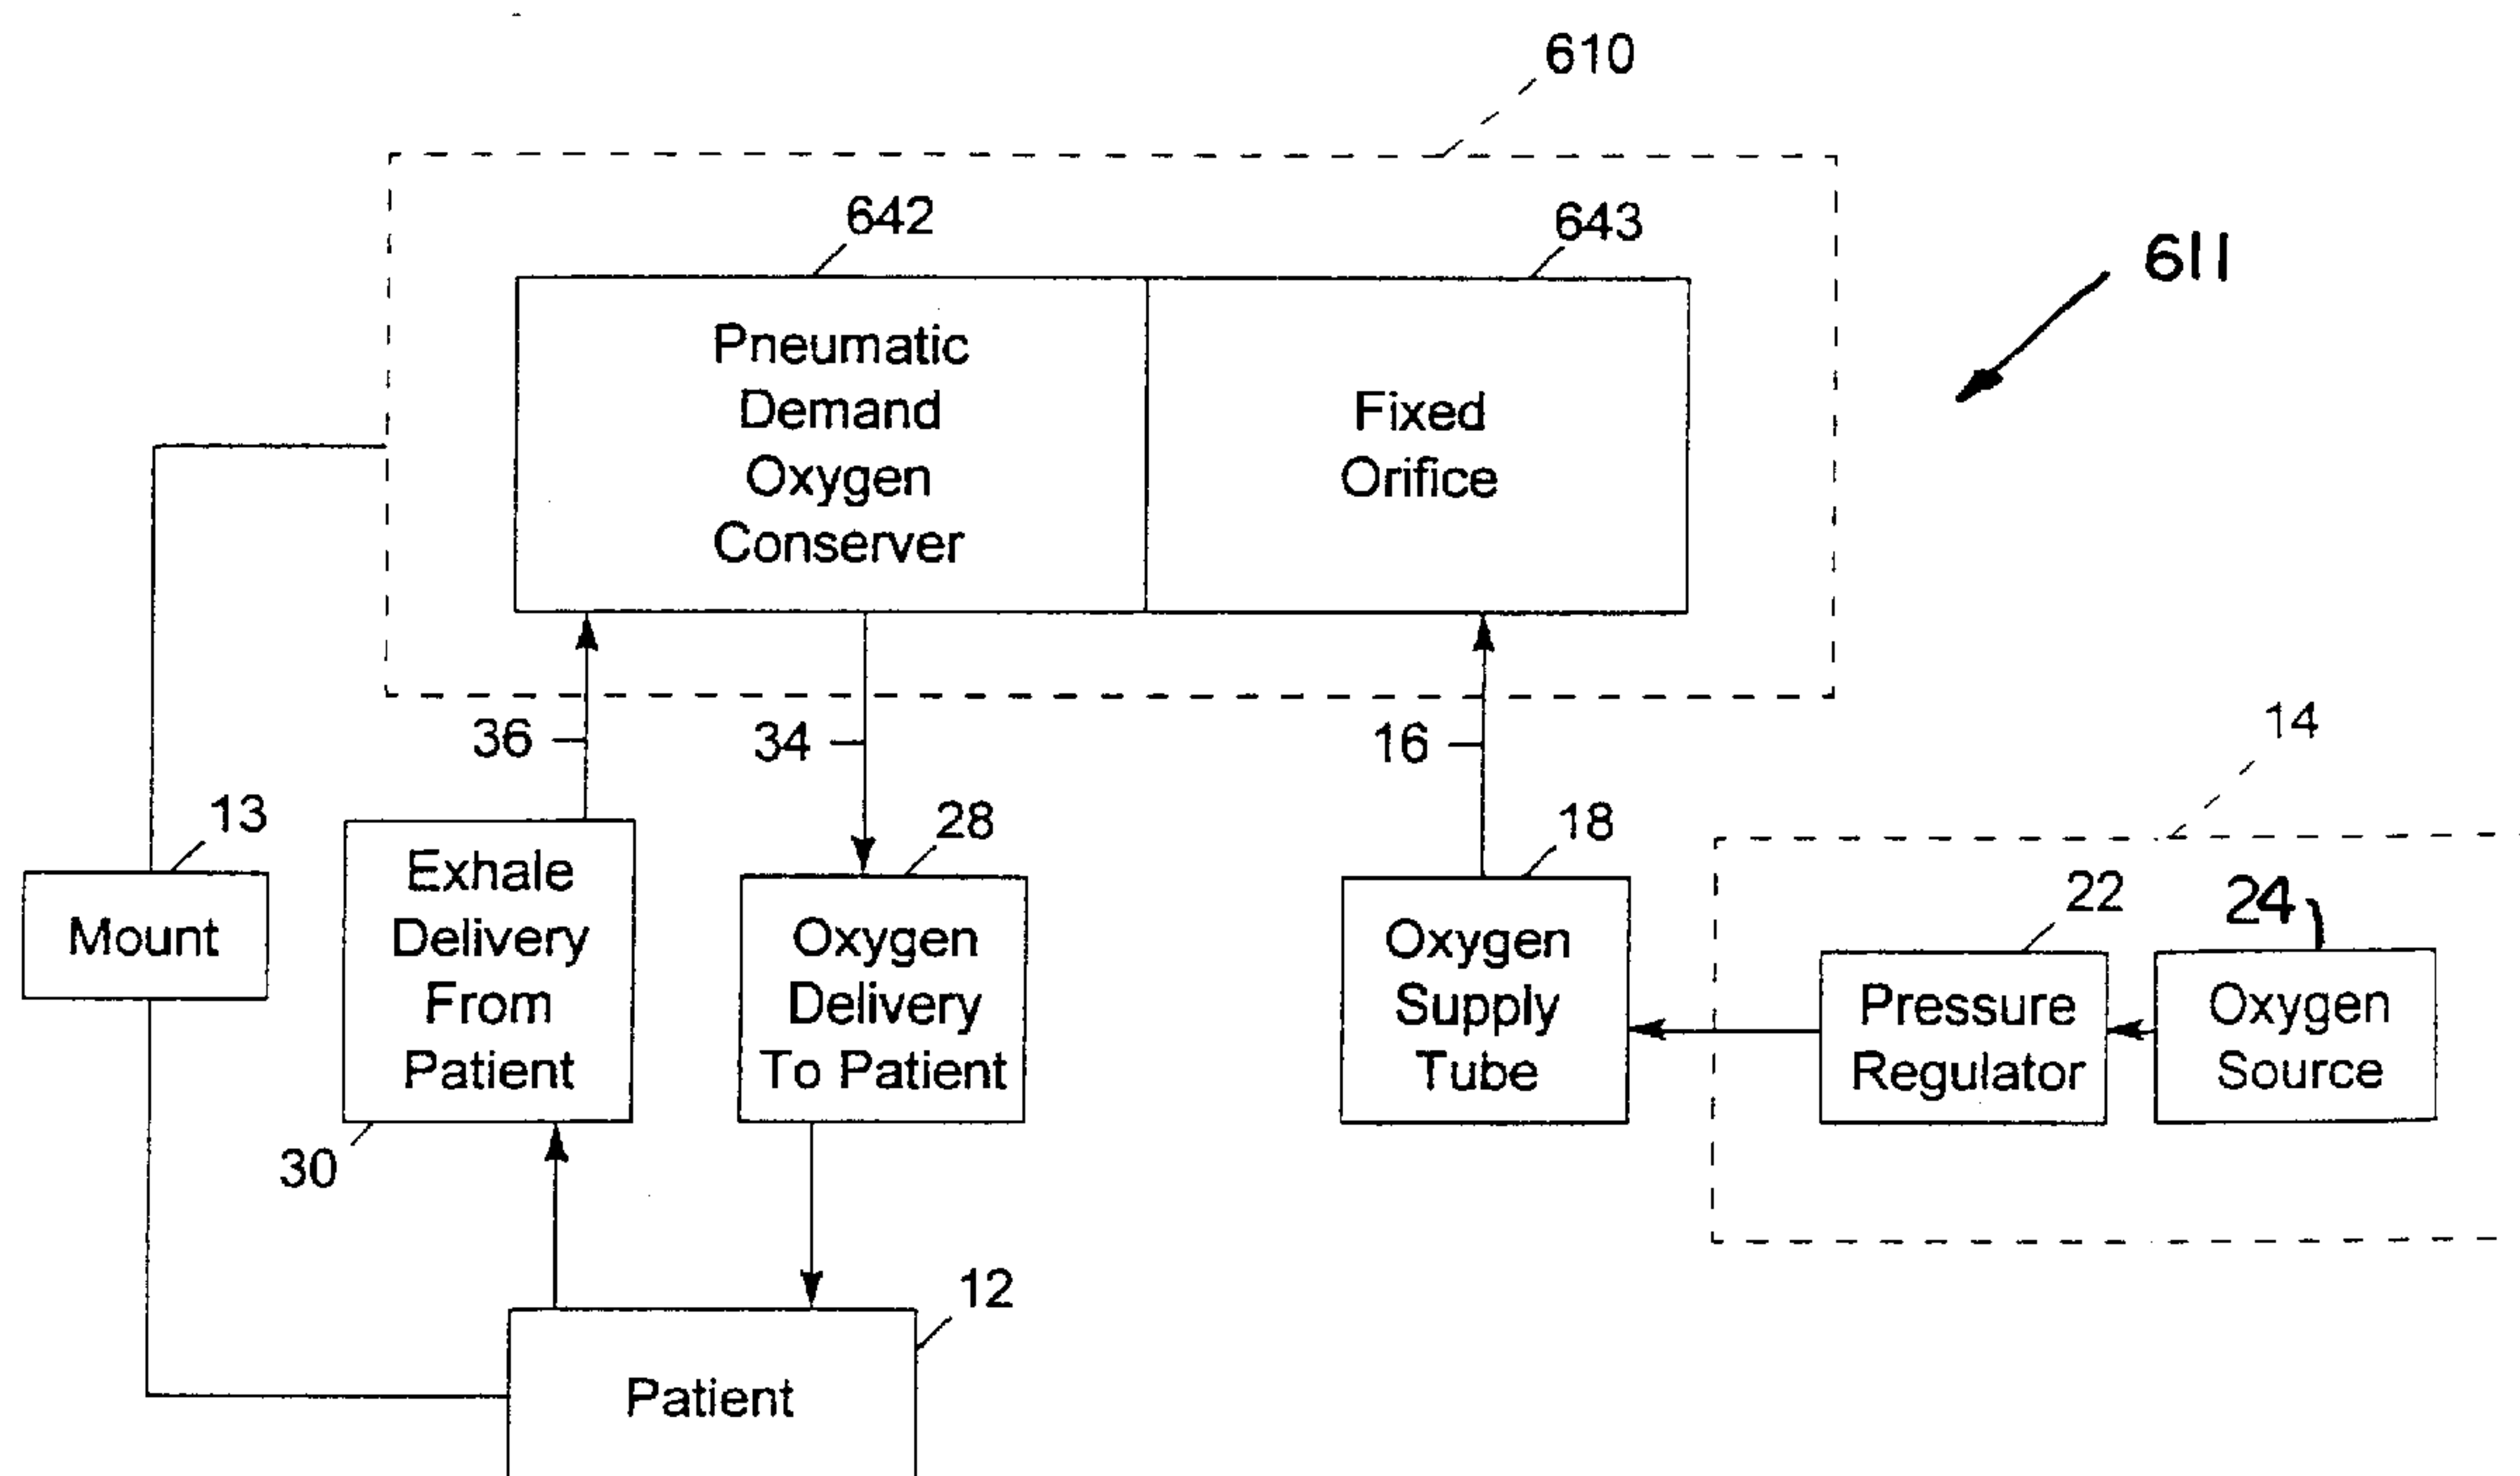 610
642
643
611
Pneumatic
Demand
Oxygen
Conserver
Fixed
Orifice
36
34
16
14
13
28
18
22
24
Mount
Exhale
Delivery
From
Patient
Oxygen
Delivery
To Patient
Oxygen
Supply
Tube
Pressure
Regulator
Oxygen
Source
30
12
Patient